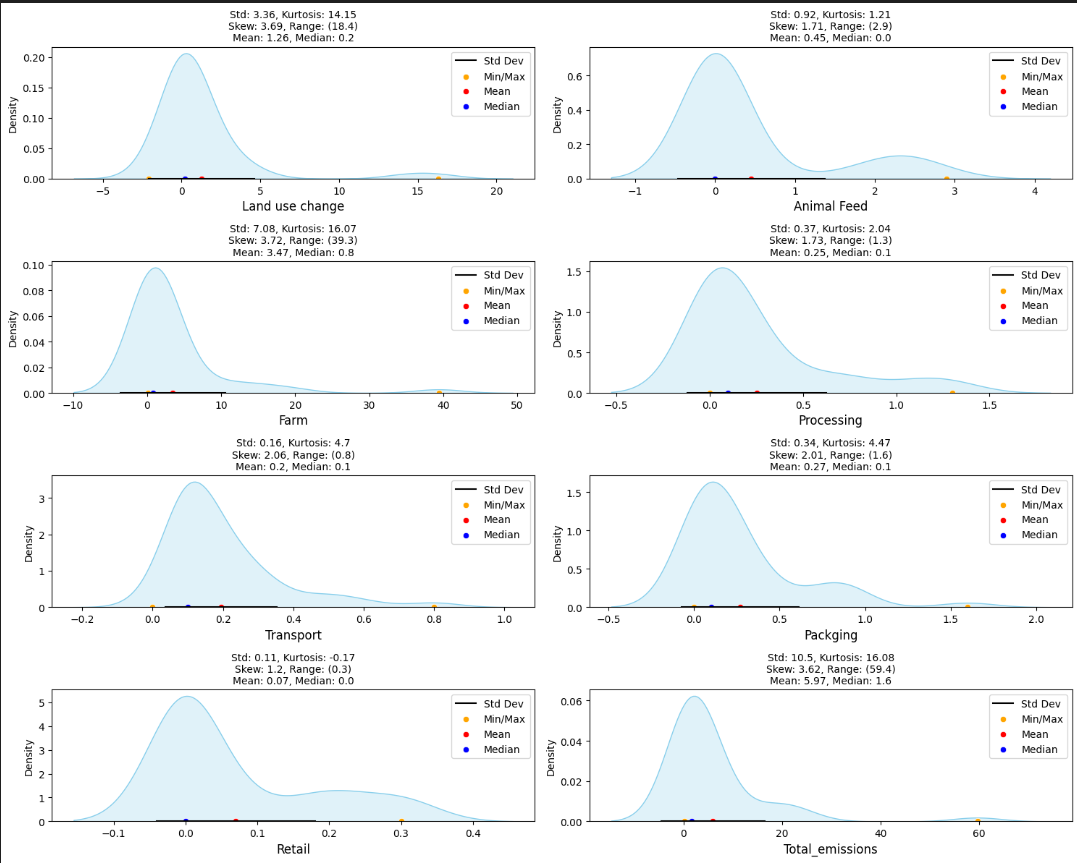 Std: 3.36, Kurtosis: 14.15
Skew: 3.69, Range: (18.4)
Mean: 1.26, Median: 0.2
Density
0.20
0.15
0.10
0.05
0.00
Std Dev
Min/Max
Mean
Median
−5
0
5
10
15
20
Land use change
Std: 0.92, Kurtosis: 1.21
Skew: 1.71, Range: (2.9)
Mean: 0.45, Median: 0.0
Density
0.6
0.4
0.2
0.0
Std Dev
Min/Max
Mean
Median
−1
0
1
2
3
4
Animal Feed
Std: 7.08, Kurtosis: 16.07
Skew: 3.72, Range: (39.3)
Mean: 3.47, Median: 0.8
Density
0.10
0.08
0.06
0.04
0.02
0.00
Std Dev
Min/Max
Mean
Median
−10
0
10
20
30
40
50
Farm
Std: 0.37, Kurtosis: 2.04
Skew: 1.73, Range: (1.3)
Mean: 0.25, Median: 0.1
Density
1.5
1.0
0.5
0.0
Std Dev
Min/Max
Mean
Median
−0.5
0.0
0.5
1.0
1.5
Processing
Std: 0.16, Kurtosis: 4.7
Skew: 2.06, Range: (0.8)
Mean: 0.2, Median: 0.1
Density
3
2
1
0
Std Dev
Min/Max
Mean
Median
−0.2
0.0
0.2
0.4
0.6
0.8
1.0
Transport
Std: 0.34, Kurtosis: 4.47
Skew: 2.01, Range: (1.6)
Mean: 0.27, Median: 0.1
Density
1.5
1.0
0.5
0.0
Std Dev
Min/Max
Mean
Median
−0.5
0.0
0.5
1.0
1.5
2.0
Packging
Std: 0.11, Kurtosis: -0.17
Skew: 1.2, Range: (0.3)
Mean: 0.07, Median: 0.0
Density
5
4
3
2
1
0
Std Dev
Min/Max
Mean
Median
−0.1
0.0
0.1
0.2
0.3
0.4
Retail
Std: 10.5, Kurtosis: 16.08
Skew: 3.62, Range: (59.4)
Mean: 5.97, Median: 1.6
Density
0.06
0.04
0.02
0.00
Std Dev
Min/Max
Mean
Median
0
20
40
60
Total_emissions